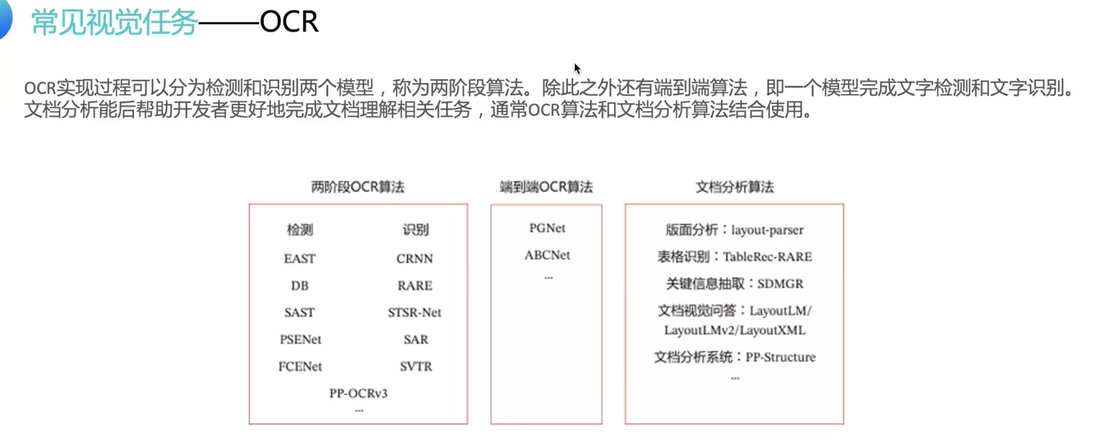 常见视觉任务——OCR
OCR实现过程可以分为检测和识别两个模型，称为两阶段算法。除此之外还有端到端算法，即一个模型完成文字检测和文字识别。
文档分析能后帮助开发者更好地完成文档理解相关任务，通常OCR算法和文档分析算法结合使用。
两阶段OCR算法
检测 识别
EAST CRNN
DB RARE
SAST STSR-Net
PSENet SAR
FCENet SVTR
PP-OCRv3
...
端到端OCR算法
PGNet
ABCNet
...
文档分析算法
版面分析：layout-parser
表格识别：TableRec-RARE
关键信息抽取：SDMGR
文档视觉问答：LayoutLM/
LayoutLMv2/LayoutXML
文档分析系统：PP-Structure
...